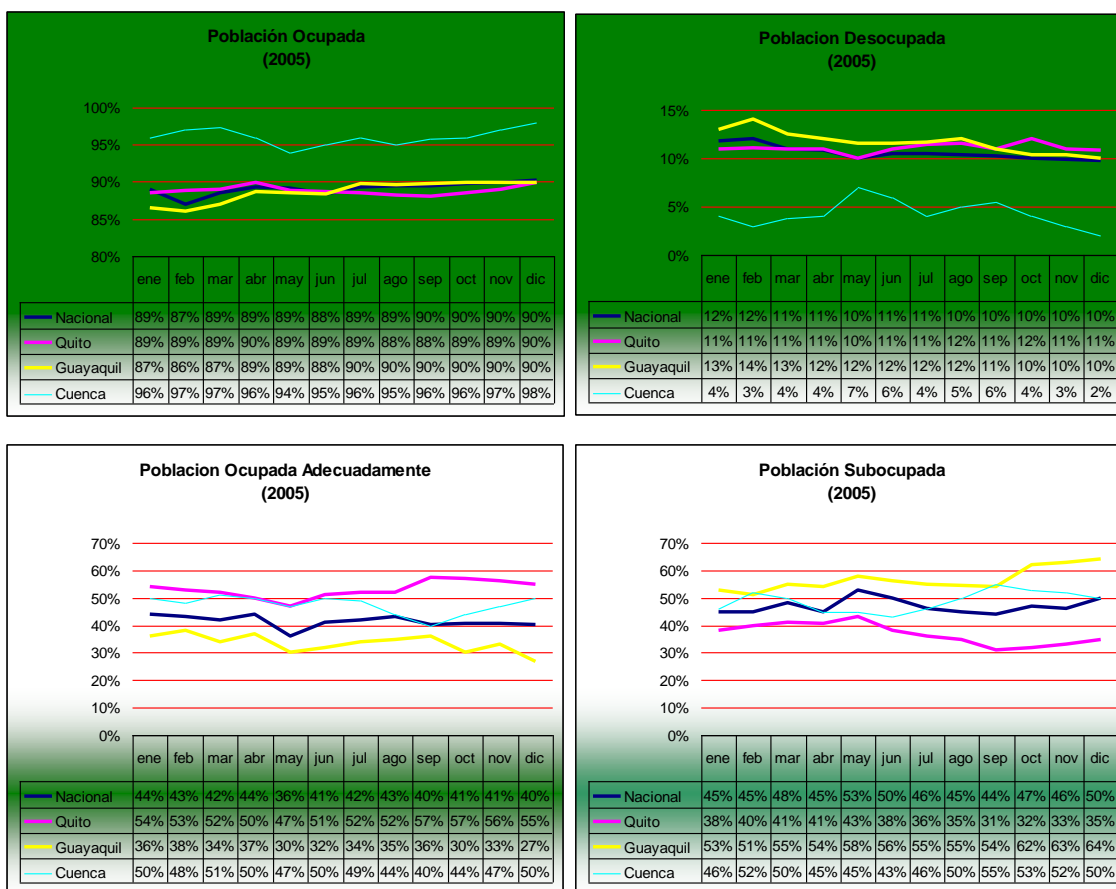 Población Ocupada
(2005)
100%
95%
90%
85%
80%
ene feb mar abr may jun jul ago sep oct nov dic
Nacional 89% 87% 89% 89% 89% 88% 89% 89% 90% 90% 90% 90%
Quito 89% 89% 89% 90% 89% 89% 89% 88% 88% 89% 89% 90%
Guayaquil 87% 86% 87% 89% 89% 88% 90% 90% 90% 90% 90% 90%
Cuenca 96% 97% 97% 96% 94% 95% 96% 95% 96% 96% 97% 98%
Poblacion Desocupada
(2005)
15%
10%
5%
0%
ene feb mar abr may jun jul ago sep oct nov dic
Nacional 12% 12% 11% 11% 10% 11% 11% 10% 10% 10% 10% 10%
Quito 11% 11% 11% 11% 10% 11% 11% 12% 11% 12% 11% 11%
Guayaquil 13% 14% 13% 12% 12% 12% 12% 12% 11% 10% 10% 10%
Cuenca 4% 3% 4% 4% 7% 6% 4% 5% 6% 4% 3% 2%
Poblacion Ocupada Adecuadamente
(2005)
70%
60%
50%
40%
30%
20%
10%
0%
ene feb mar abr may jun jul ago sep oct nov dic
Nacional 44% 43% 42% 44% 36% 41% 42% 43% 40% 41% 41% 40%
Quito 54% 53% 52% 50% 47% 51% 52% 52% 57% 57% 56% 55%
Guayaquil 36% 38% 34% 37% 30% 32% 34% 35% 36% 30% 33% 27%
Cuenca 50% 48% 51% 50% 47% 50% 49% 44% 40% 44% 47% 50%
Población Subocupada
(2005)
70%
60%
50%
40%
30%
20%
10%
0%
ene feb mar abr may jun jul ago sep oct nov dic
Nacional 45% 45% 48% 45% 53% 50% 46% 45% 44% 47% 46% 50%
Quito 38% 40% 41% 41% 43% 38% 36% 35% 31% 32% 33% 35%
Guayaquil 53% 51% 55% 54% 58% 56% 55% 55% 54% 62% 63% 64%
Cuenca 46% 52% 50% 45% 45% 43% 46% 50% 55% 53% 52% 50%